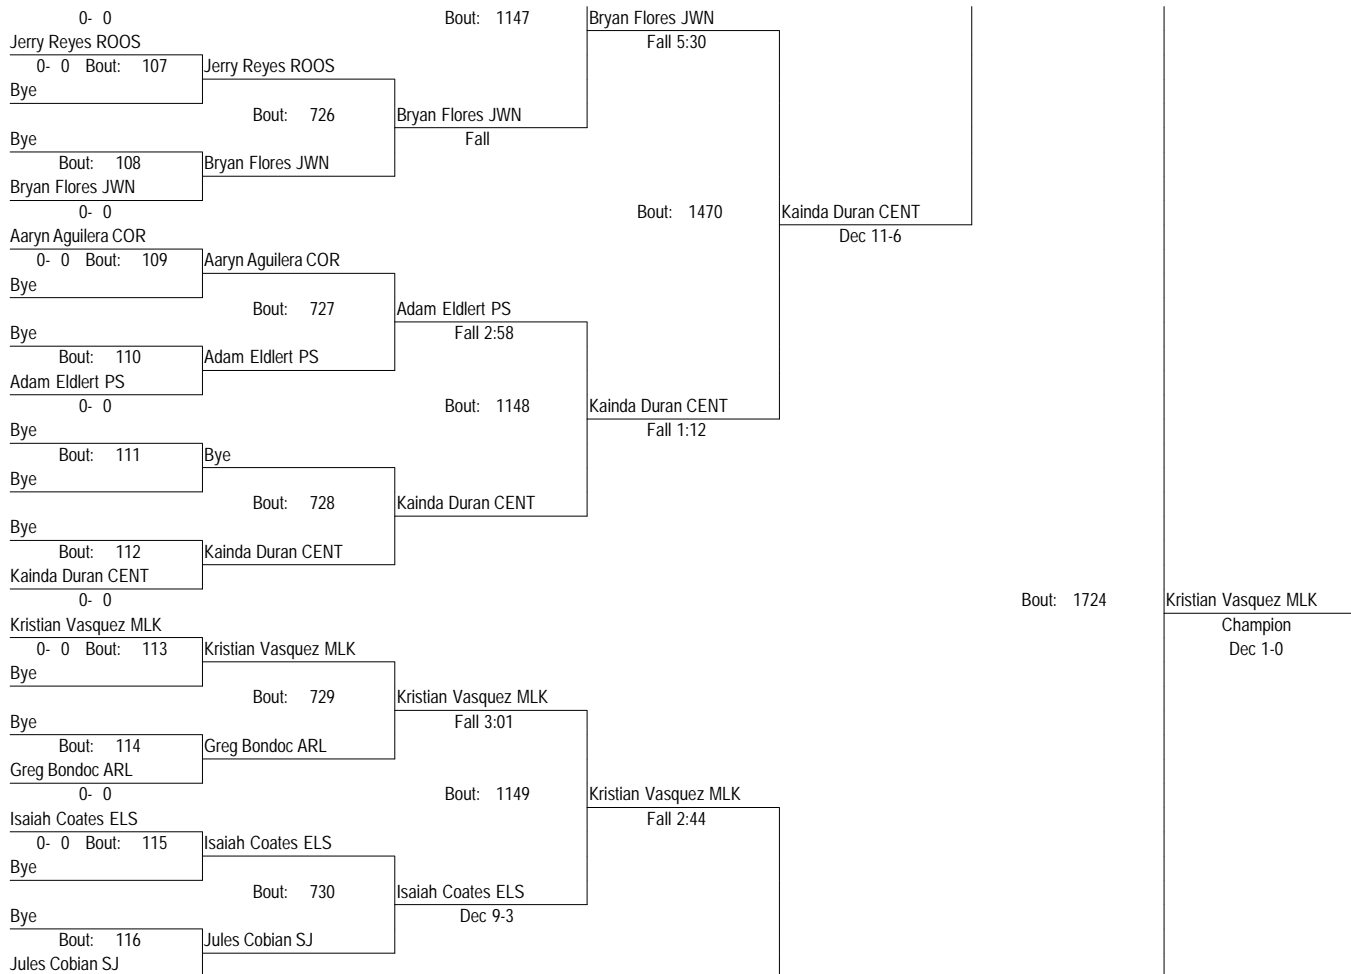 0- 0 Bout: 1147 Bryan Flores JWN
Jerry Reyes ROOS Fall 5:30
0- 0 Bout: 107 Jerry Reyes ROOS
Bye
Bout: 726 Bryan Flores JWN
Bye Fall
Bout: 108 Bryan Flores JWN
Bryan Flores JWN
0- 0 Bout: 1470 Kainda Duran CENT
Aaryn Aguilera COR Dec 11-6
0- 0 Bout: 109 Aaryn Aguilera COR
Bye
Bout: 727 Adam Eldlert PS
Bye Fall 2:58
Bout: 110 Adam Eldlert PS
Adam Eldlert PS
0- 0 Bout: 1148 Kainda Duran CENT
Bye Fall 1:12
Bout: 111 Bye
Bye
Bout: 728 Kainda Duran CENT
Bye
Bout: 112 Kainda Duran CENT
Kainda Duran CENT
0- 0 Bout: 1724 Kristian Vasquez MLK
Kristian Vasquez MLK Champion
0- 0 Bout: 113 Kristian Vasquez MLK Dec 1-0
Bye
Bout: 729 Kristian Vasquez MLK
Bye Fall 3:01
Bout: 114 Greg Bondoc ARL
Greg Bondoc ARL
0- 0 Bout: 1149 Kristian Vasquez MLK
Isaiah Coates ELS Fall 2:44
0- 0 Bout: 115 Isaiah Coates ELS
Bye
Bout: 730 Isaiah Coates ELS
Bye Dec 9-3
Bout: 116 Jules Cobian SJ
Jules Cobian SJ